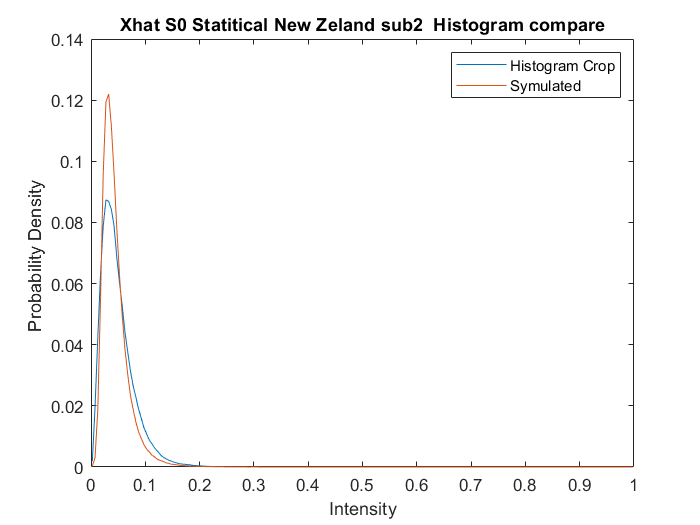 Xhat S0 Statitical New Zeland sub2  Histogram compare
Histogram Crop
Symulated
Probability Density
0.14
0.12
0.1
0.08
0.06
0.04
0.02
0
0 0.1 0.2 0.3 0.4 0.5 0.6 0.7 0.8 0.9 1
Intensity